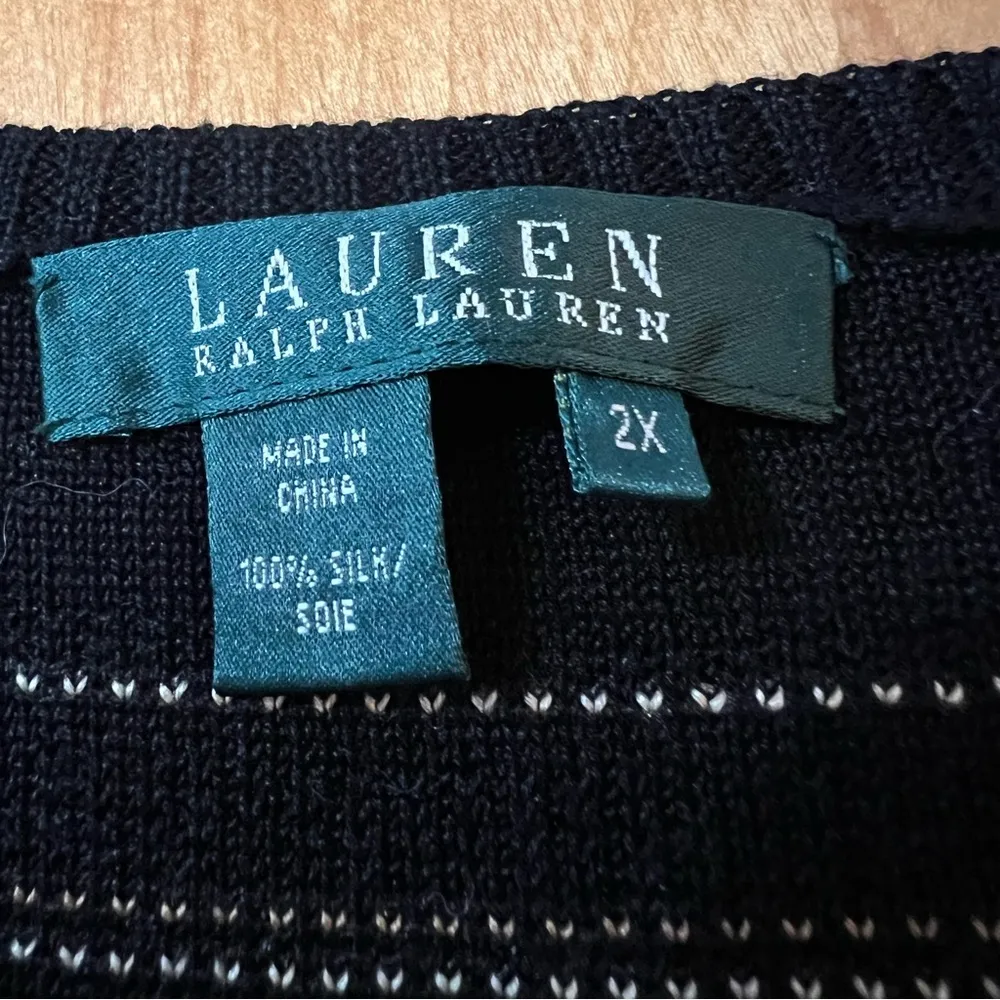 LAUREN
RALPH LAUREN
MADE IN
CHINA
100% SILK/
SOIE
2X